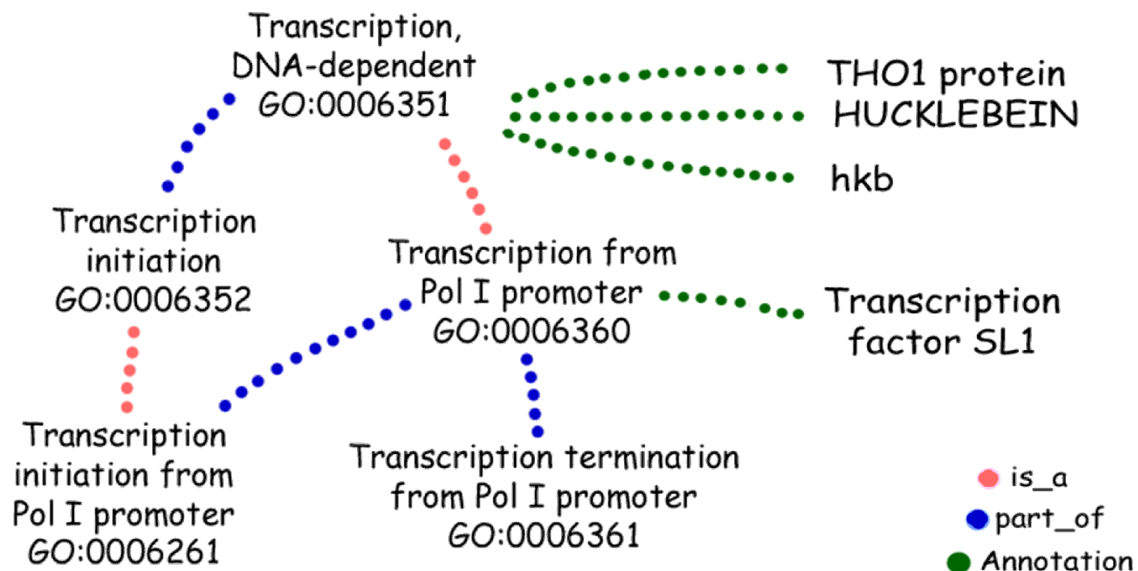 Transcription,
DNA-dependent
GO:0006351
THO1 protein
HUCKLEBEIN
hkb
Transcription
initiation
GO:0006352
Transcription from
Pol I promoter
GO:0006360
Transcription
factor SL1
Transcription
initiation from
Pol I promoter
GO:0006261
Transcription termination
from Pol I promoter
GO:0006361
is_a
part_of
Annotation